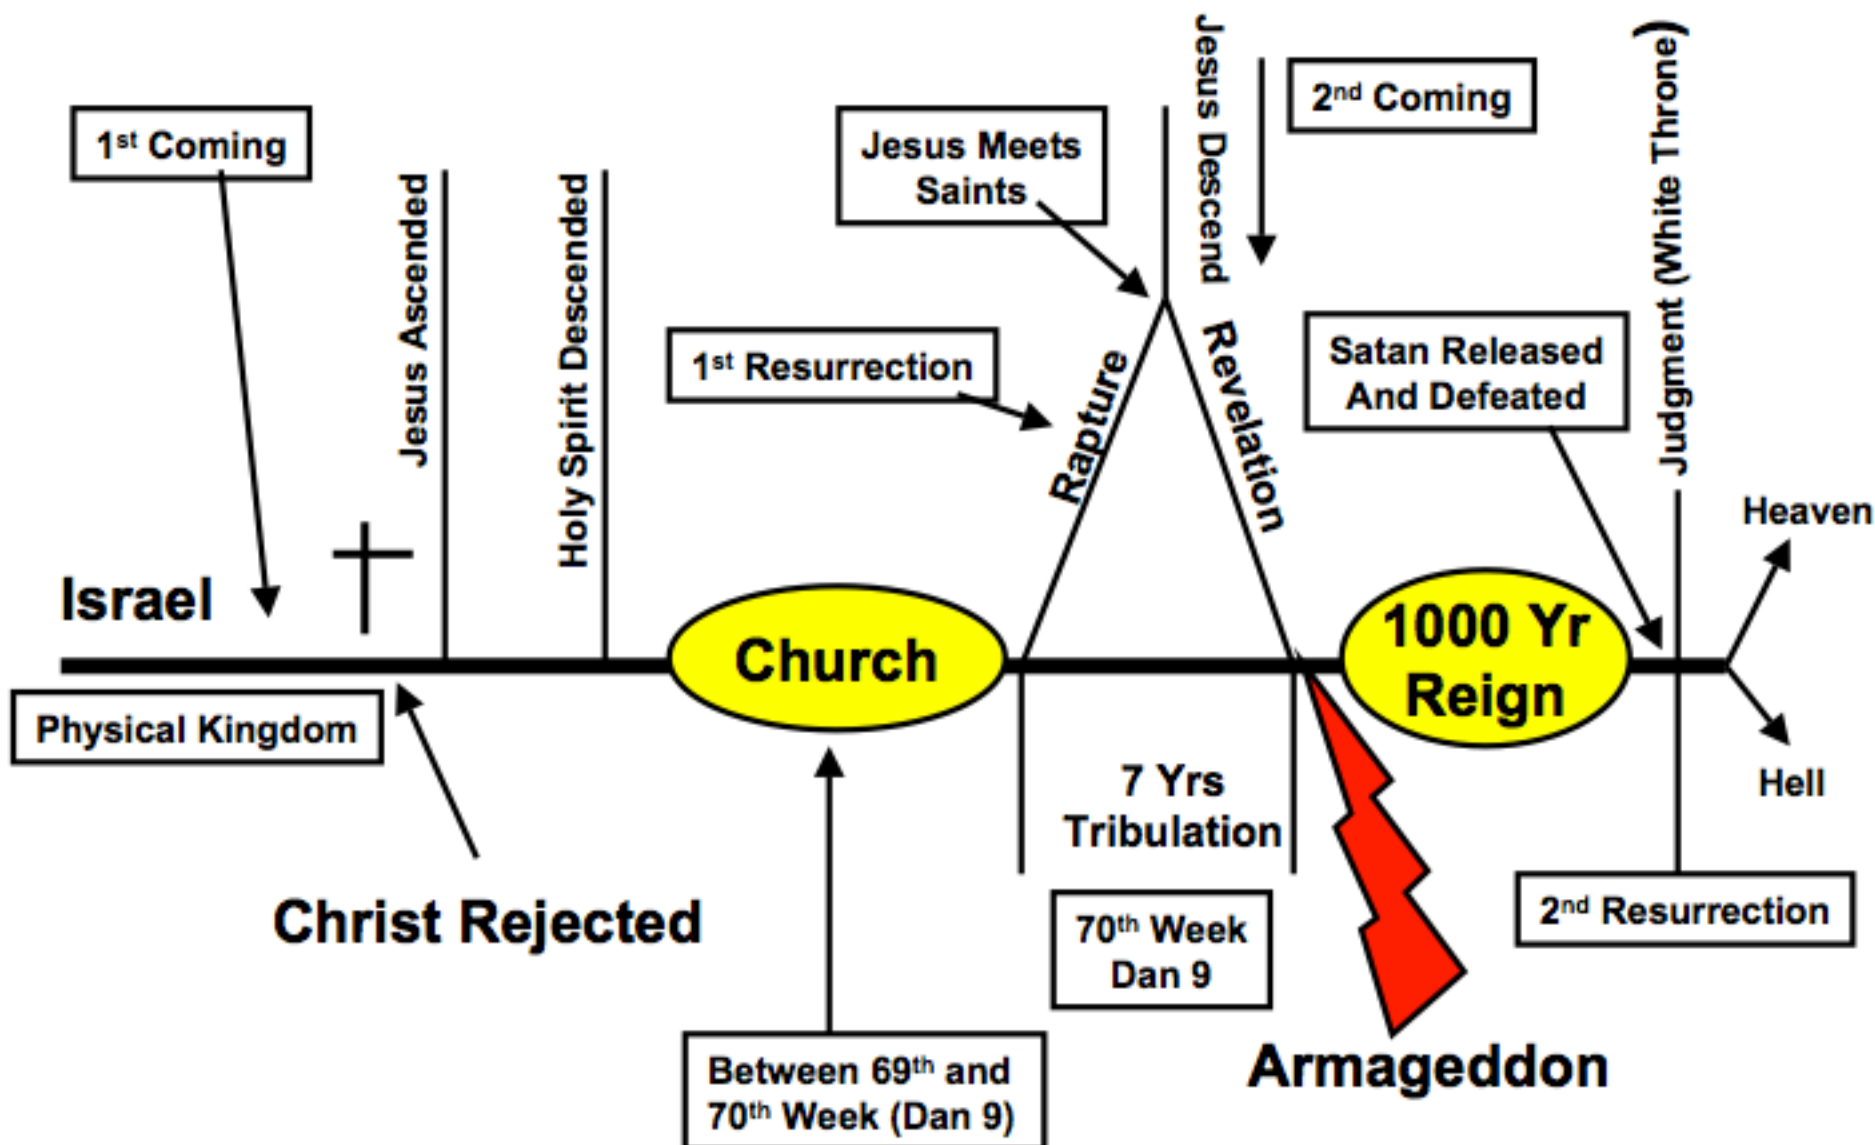 1st Coming
Jesus Ascended
Holy Spirit Descended
Jesus Meets
Saints
Jesus Descend
2nd Coming
Judgment (White Throne)
1st Resurrection
Rapture
Revelation
Satan Released
And Defeated
Heaven
Israel
Church
1000 Yr
Reign
Physical Kingdom
Hell
7 Yrs
Tribulation
Christ Rejected
70th Week
Dan 9
2nd Resurrection
Between 69th and
70th Week (Dan 9)
Armageddon